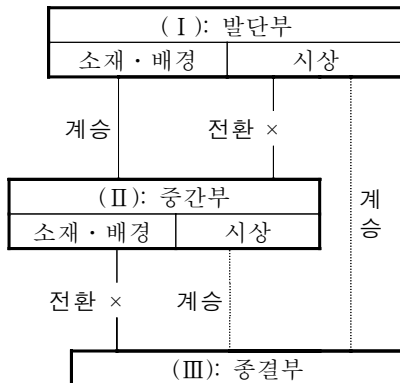 (Ⅰ): 발단부
소재・배경 시상
계승 전환 ×
(Ⅱ): 중간부
소재・배경 시상
계승
전환 × 계승
(Ⅲ): 종결부